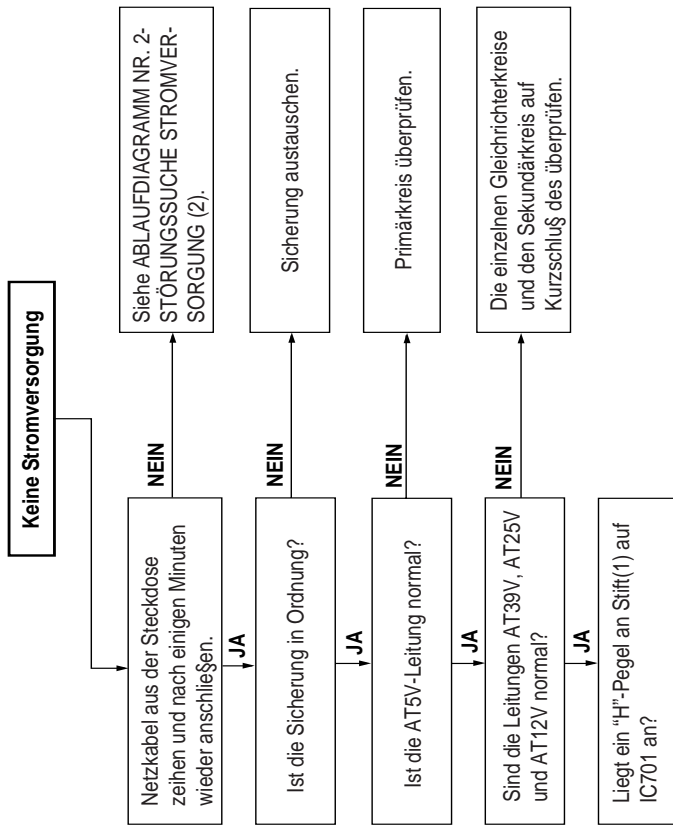 Keine Stromversorgung
Netzkabel aus der Steckdose
zeihen und nach einigen Minuten
wieder anschlie§en.
NEIN
Siehe ABLAUFDIAGRAMM NR. 2-
STÖRUNGSSUCHE STROMVER-
SORGUNG (2).
JA
Ist die Sicherung in Ordnung?
NEIN
Sicherung austauschen.
JA
Ist die AT5V-Leitung normal?
NEIN
Primärkreis überprüfen.
JA
Sind die Leitungen AT39V, AT25V
und AT12V normal?
NEIN
Die einzelnen Gleichrichterkreise
und den Sekundärkreis auf
Kurzschlu§ des überprüfen.
JA
Liegt ein “H”-Pegel an Stift(1) auf
IC701 an?